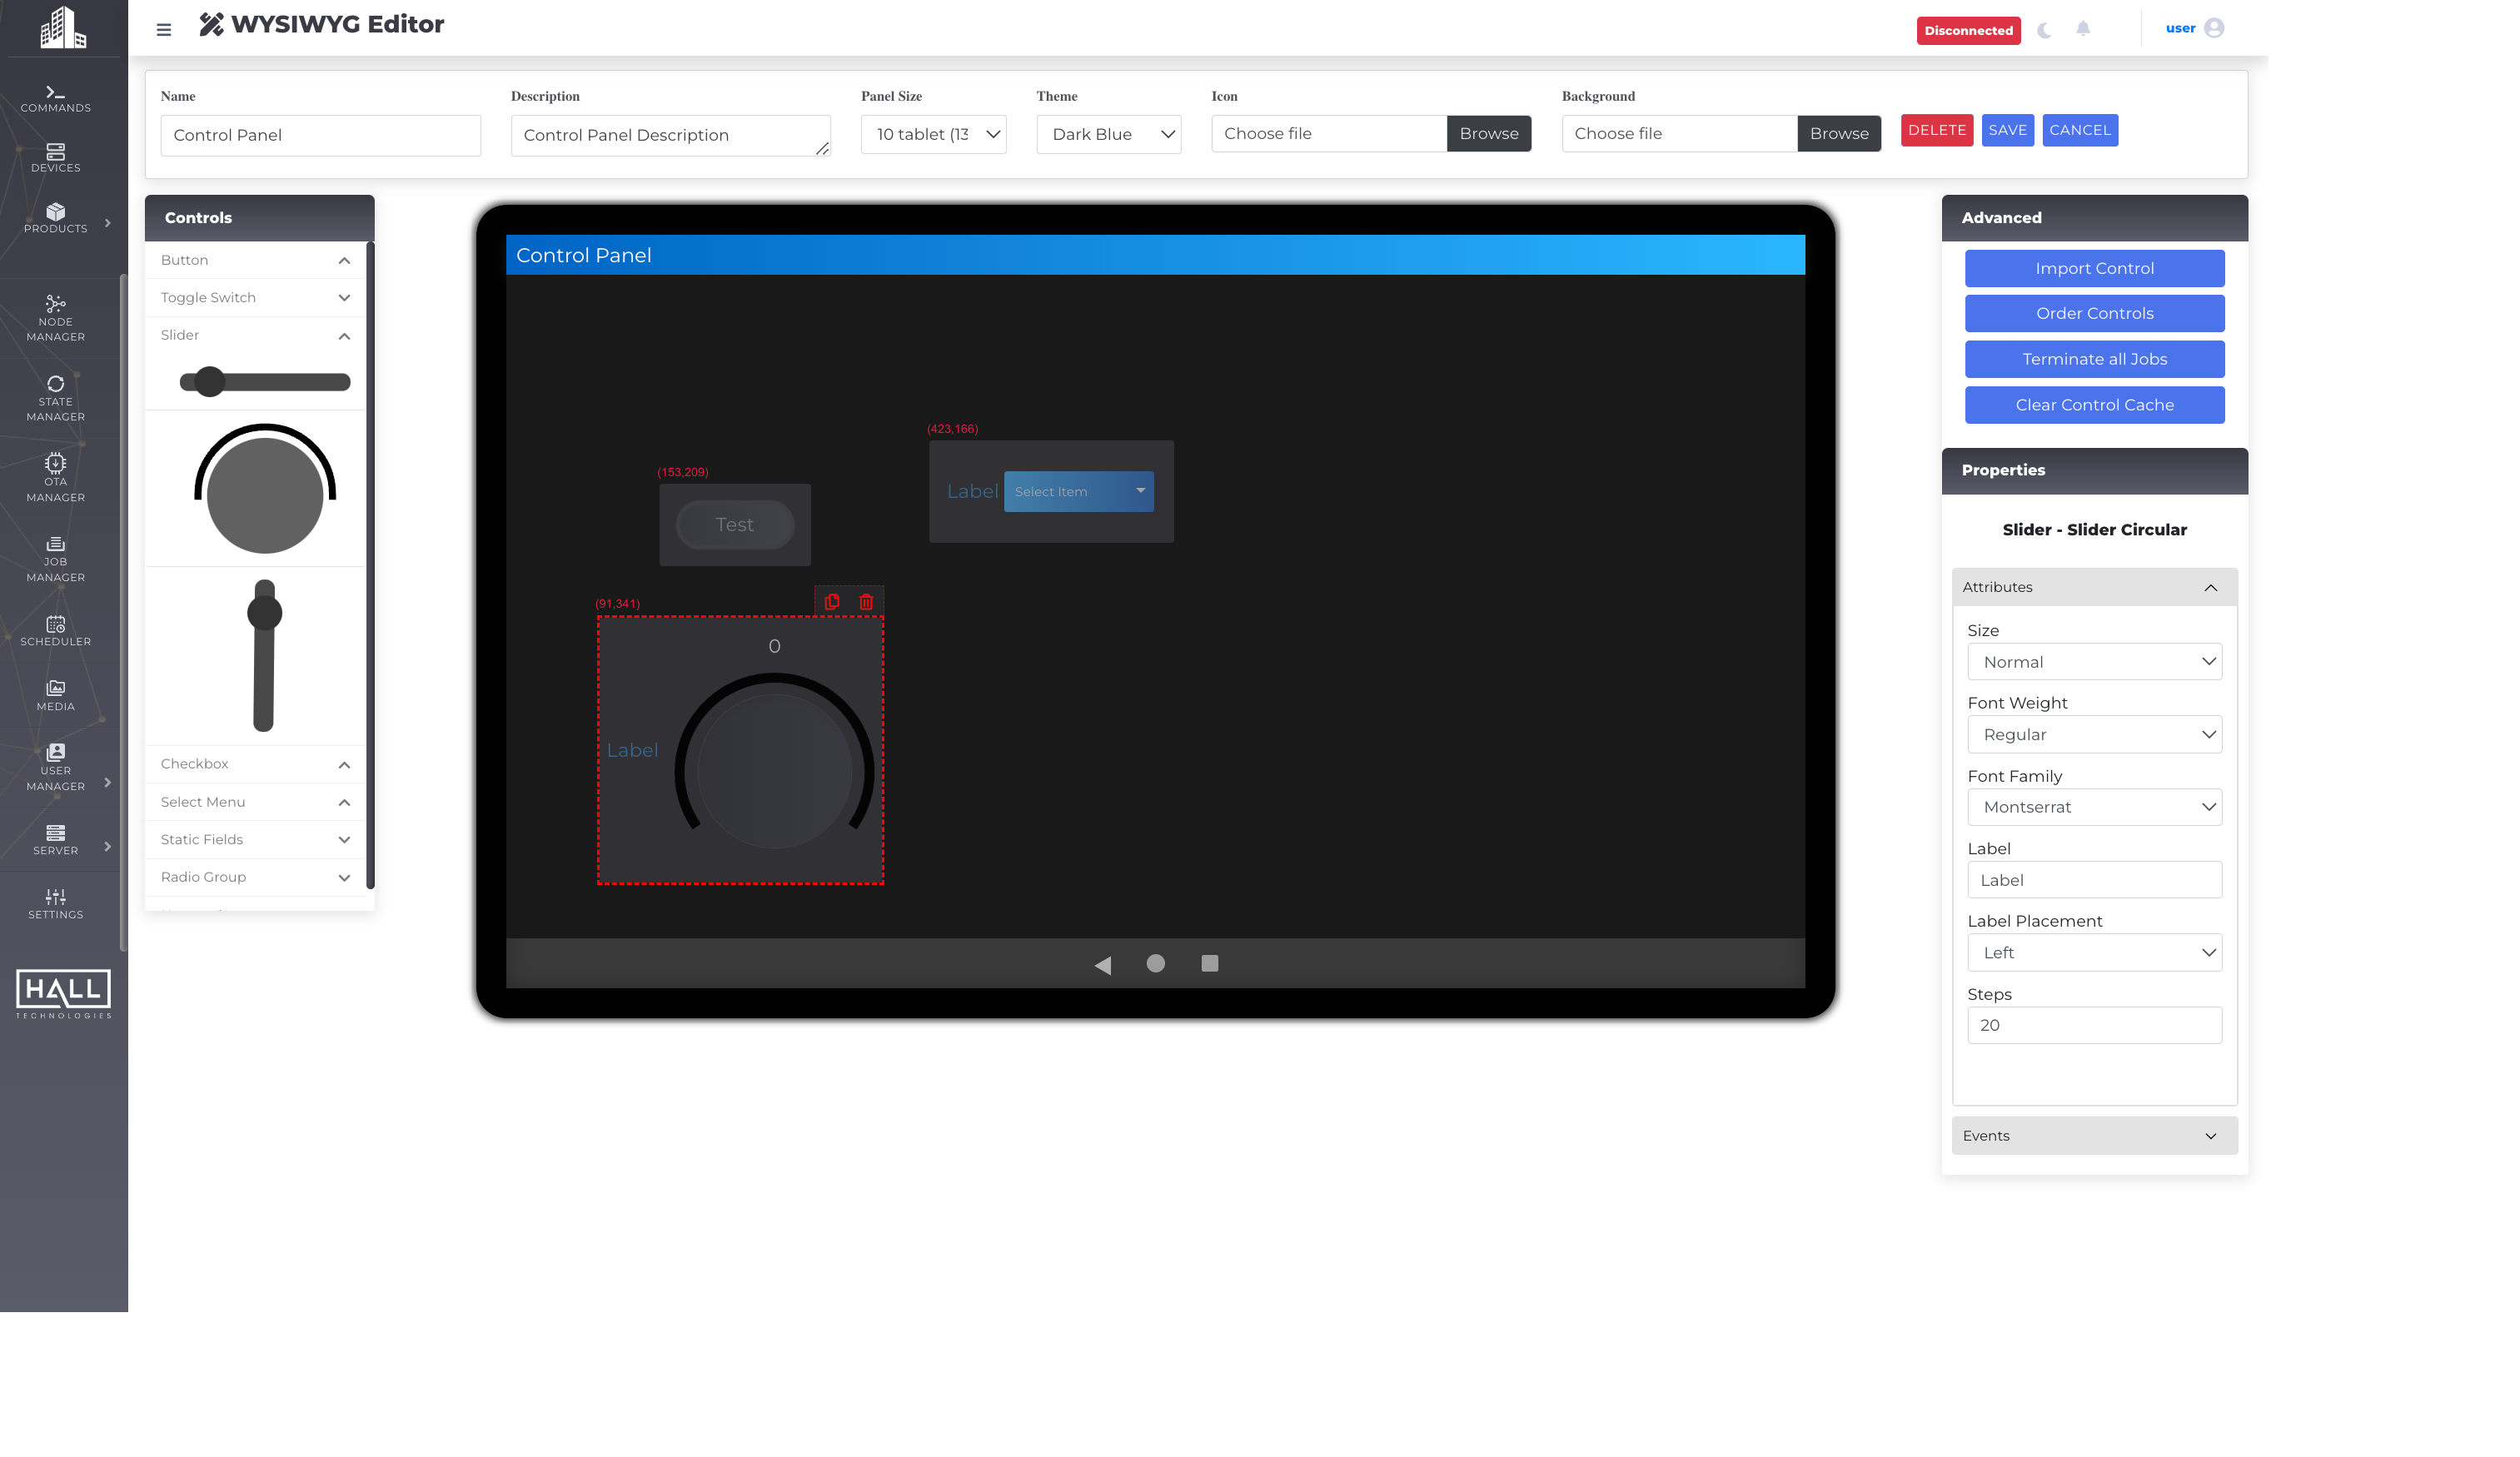 WYSIWYG Editor
Disconnected
user
COMMANDS
DEVICES
PRODUCTS
NODE
MANAGER
STATE
MANAGER
OTA
MANAGER
JOB
MANAGER
SCHEDULER
MEDIA
USER
MANAGER
SERVER
SETTINGS
HALL
TECHNOLOGIES
Name
Description
Panel Size
Theme
Icon
Background
Control Panel
Control Panel Description
10 tablet (13
Dark Blue
Choose file
Browse
Choose file
Browse
DELETE
SAVE
CANCEL
Controls
Button
Toggle Switch
Slider
Checkbox
Select Menu
Static Fields
Radio Group
Control Panel
(423,166)
Label
Select Item
(153,209)
Test
(91,341)
0
Label
Advanced
Import Control
Order Controls
Terminate all Jobs
Clear Control Cache
Properties
Slider - Slider Circular
Attributes
Size
Normal
Font Weight
Regular
Font Family
Montserrat
Label
Label
Label Placement
Left
Steps
20
Events